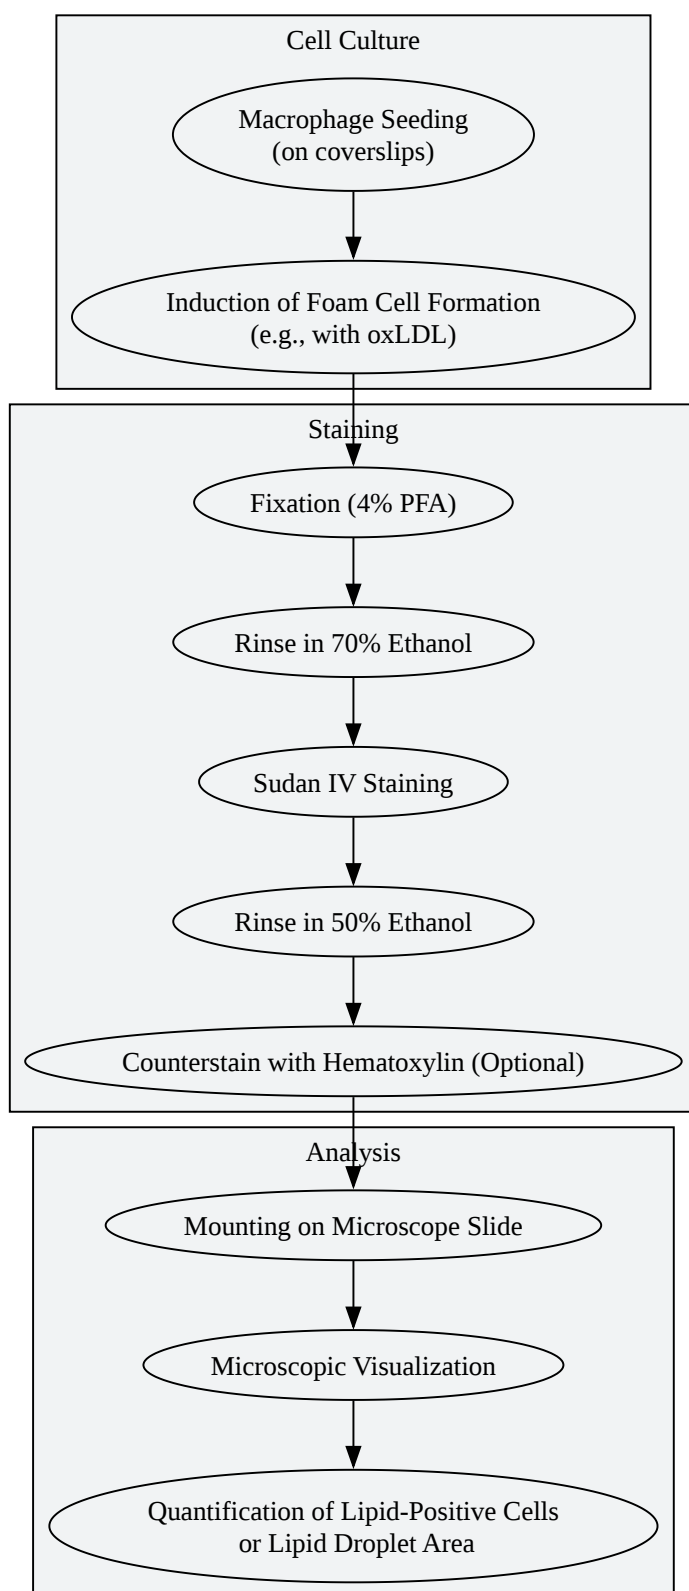 Cell Culture
Macrophage Seeding
(on coverslips)
Induction of Foam Cell Formation
(e.g., with oxLDL)
Staining
Fixation (4% PFA)
Rinse in 70% Ethanol
Sudan IV Staining
Rinse in 50% Ethanol
Counterstain with Hematoxylin (Optional)
Analysis
Mounting on Microscope Slide
Microscopic Visualization
Quantification of Lipid-Positive Cells
or Lipid Droplet Area